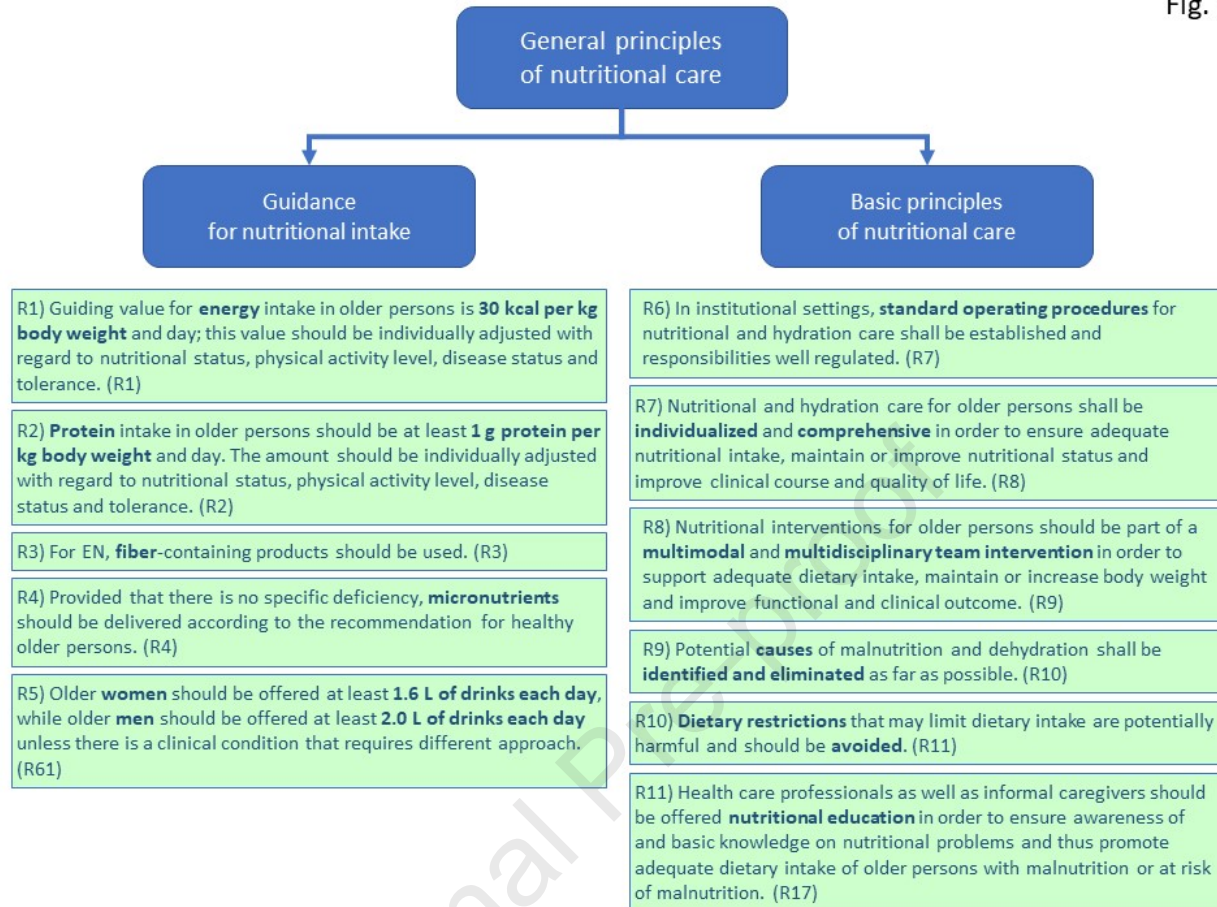 Fig.
General principles
of nutritional care
Guidance
for nutritional intake
R1) Guiding value for energy intake in older persons is 30 kcal per kg
body weight and day; this value should be individually adjusted with
regard to nutritional status, physical activity level, disease status and
tolerance. (R1)
R2) Protein intake in older persons should be at least 1 g protein per
kg body weight and day. The amount should be individually adjusted
with regard to nutritional status, physical activity level, disease
status and tolerance. (R2)
R3) For EN, fiber-containing products should be used. (R3)
R4) Provided that there is no specific deficiency, micronutrients
should be delivered according to the recommendation for healthy
older persons. (R4)
R5) Older women should be offered at least 1.6 L of drinks each day,
while older men should be offered at least 2.0 L of drinks each day
unless there is a clinical condition that requires different approach.
(R61)
Basic principles
of nutritional care
R6) In institutional settings, standard operating procedures for
nutritional and hydration care shall be established and
responsibilities well regulated. (R7)
R7) Nutritional and hydration care for older persons shall be
individualized and comprehensive in order to ensure adequate
nutritional intake, maintain or improve nutritional status and
improve clinical course and quality of life. (R8)
R8) Nutritional interventions for older persons should be part of a
multimodal and multidisciplinary team intervention in order to
support adequate dietary intake, maintain or increase body weight
and improve functional and clinical outcome. (R9)
R9) Potential causes of malnutrition and dehydration shall be
identified and eliminated as far as possible. (R10)
R10) Dietary restrictions that may limit dietary intake are potentially
harmful and should be avoided. (R11)
R11) Health care professionals as well as informal caregivers should
be offered nutritional education in order to ensure awareness of
and basic knowledge on nutritional problems and thus promote
adequate dietary intake of older persons with malnutrition or at risk
of malnutrition. (R17)
nal Pre-proof